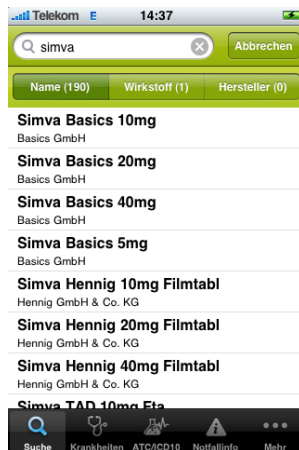 Telekom E 14:37
simva Abbrechen
Name (190) Wirkstoff (1) Hersteller (0)
Simva Basics 10mg
Basics GmbH
Simva Basics 20mg
Basics GmbH
Simva Basics 40mg
Basics GmbH
Simva Basics 5mg
Basics GmbH
Simva Hennig 10mg Filmtabl
Hennig GmbH & Co. KG
Simva Hennig 20mg Filmtabl
Hennig GmbH & Co. KG
Simva Hennig 40mg Filmtabl
Hennig GmbH & Co. KG
Simva TAD 10mg
Suche Krankheiten ATC/ICD10 Notfallinfo Mehr